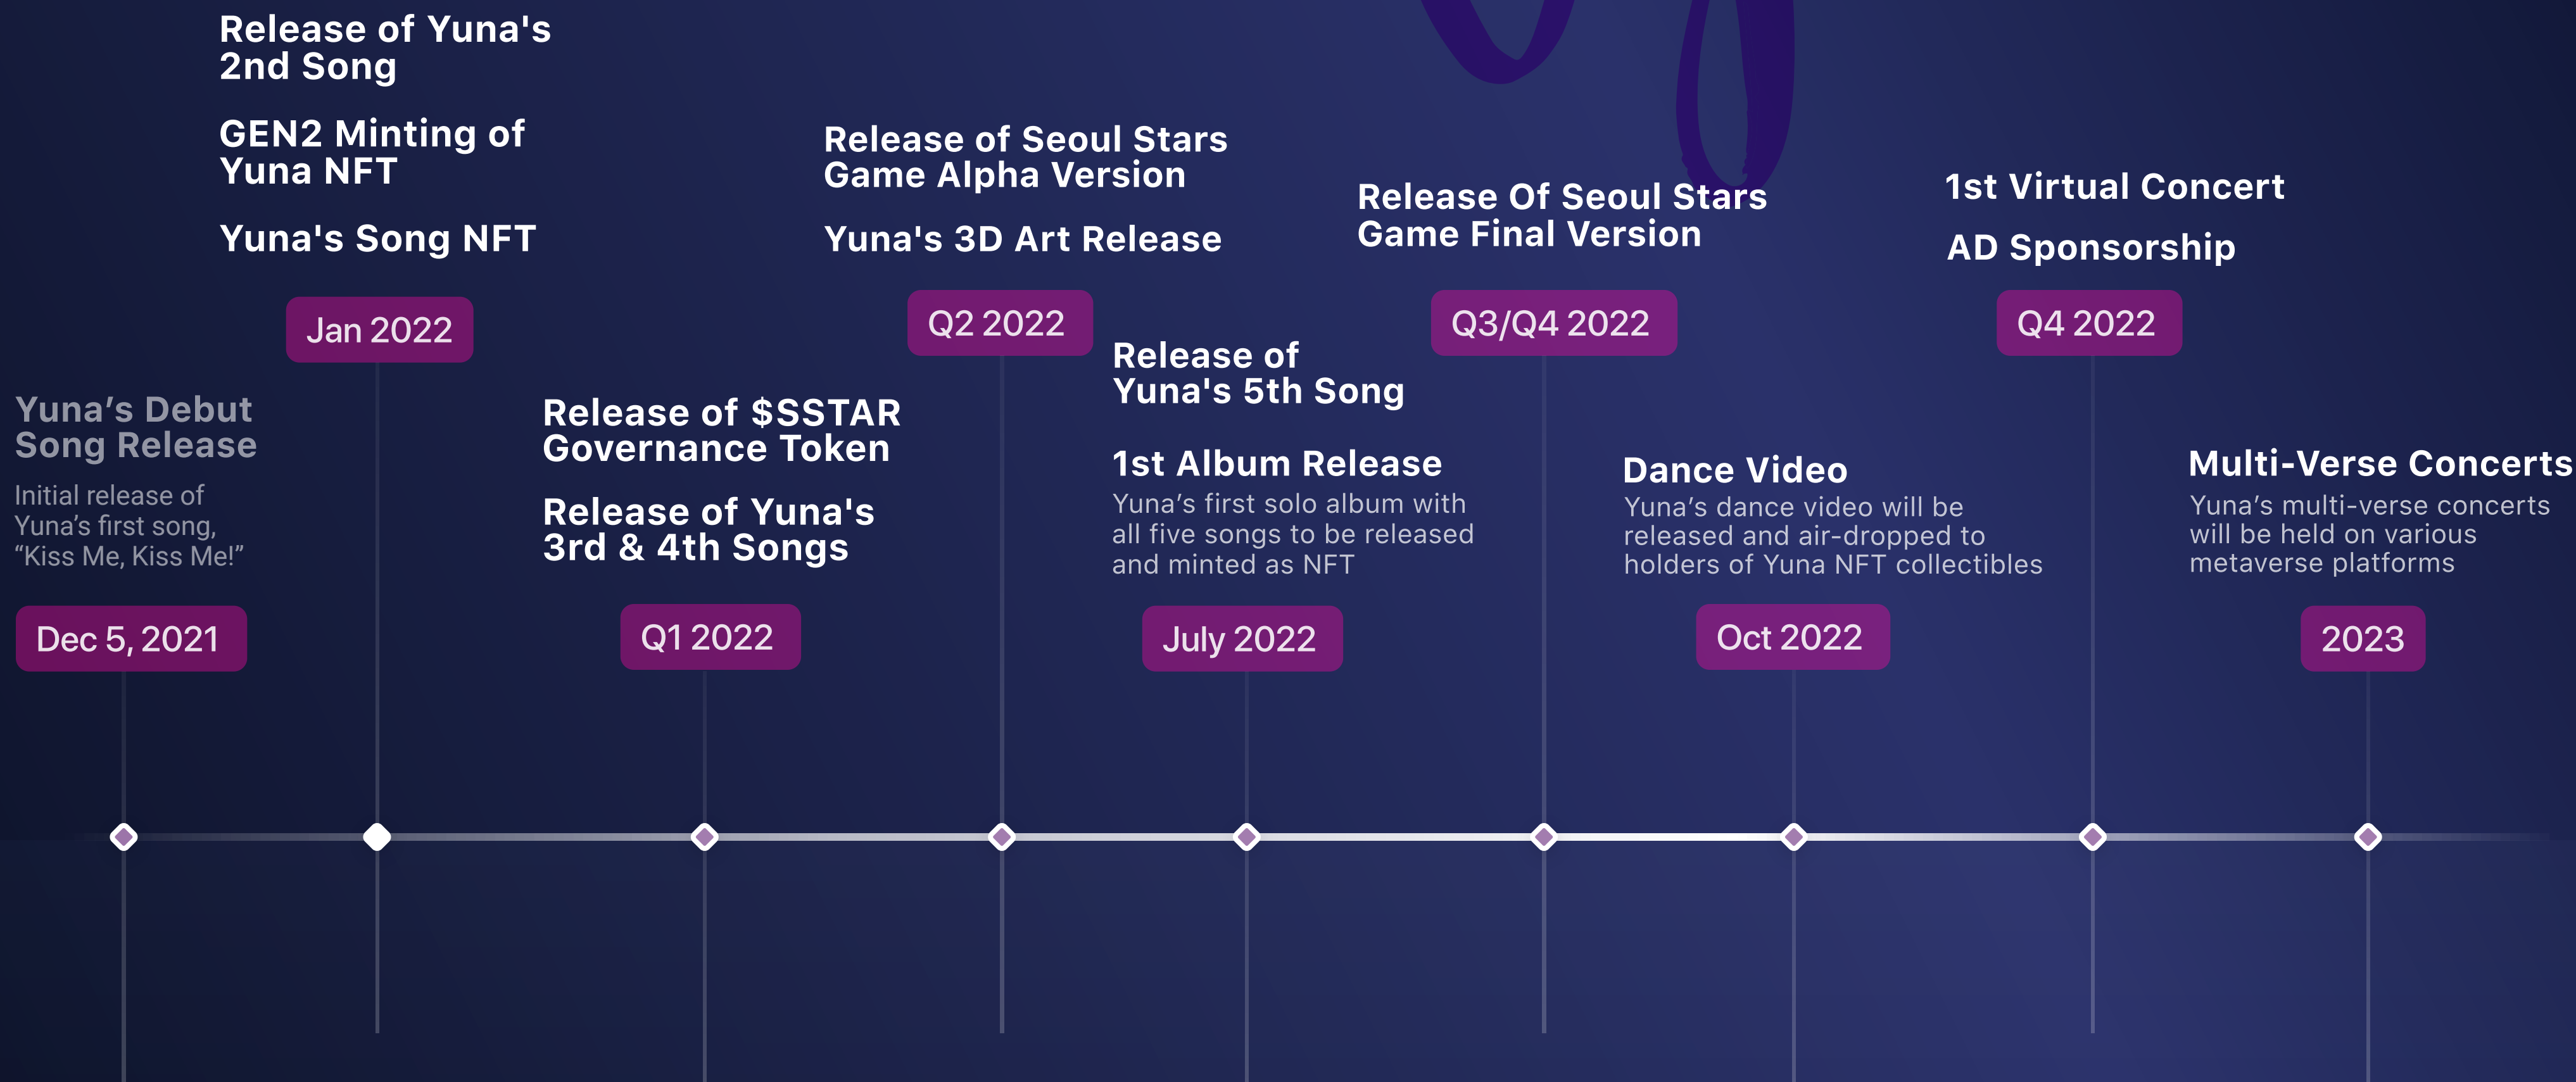 Release of Yuna's
2nd Song
GEN2 Minting of
Yuna NFT
Yuna's Song NFT
Jan 2022
Release of Seoul Stars
Game Alpha Version
Yuna's 3D Art Release
Q2 2022
Release Of Seoul Stars
Game Final Version
Q3/Q4 2022
1st Virtual Concert
AD Sponsorship
Q4 2022
Yuna’s Debut
Song Release
Initial release of
Yuna’s first song,
“Kiss Me, Kiss Me!”
Dec 5, 2021
Release of $SSTAR
Governance Token
Release of Yuna's
3rd & 4th Songs
Q1 2022
Release of
Yuna's 5th Song
1st Album Release
Yuna’s first solo album with
all five songs to be released
and minted as NFT
July 2022
Dance Video
Yuna’s dance video will be
released and air-dropped to
holders of Yuna NFT collectibles
Oct 2022
Multi-Verse Concerts
Yuna’s multi-verse concerts
will be held on various
metaverse platforms
2023